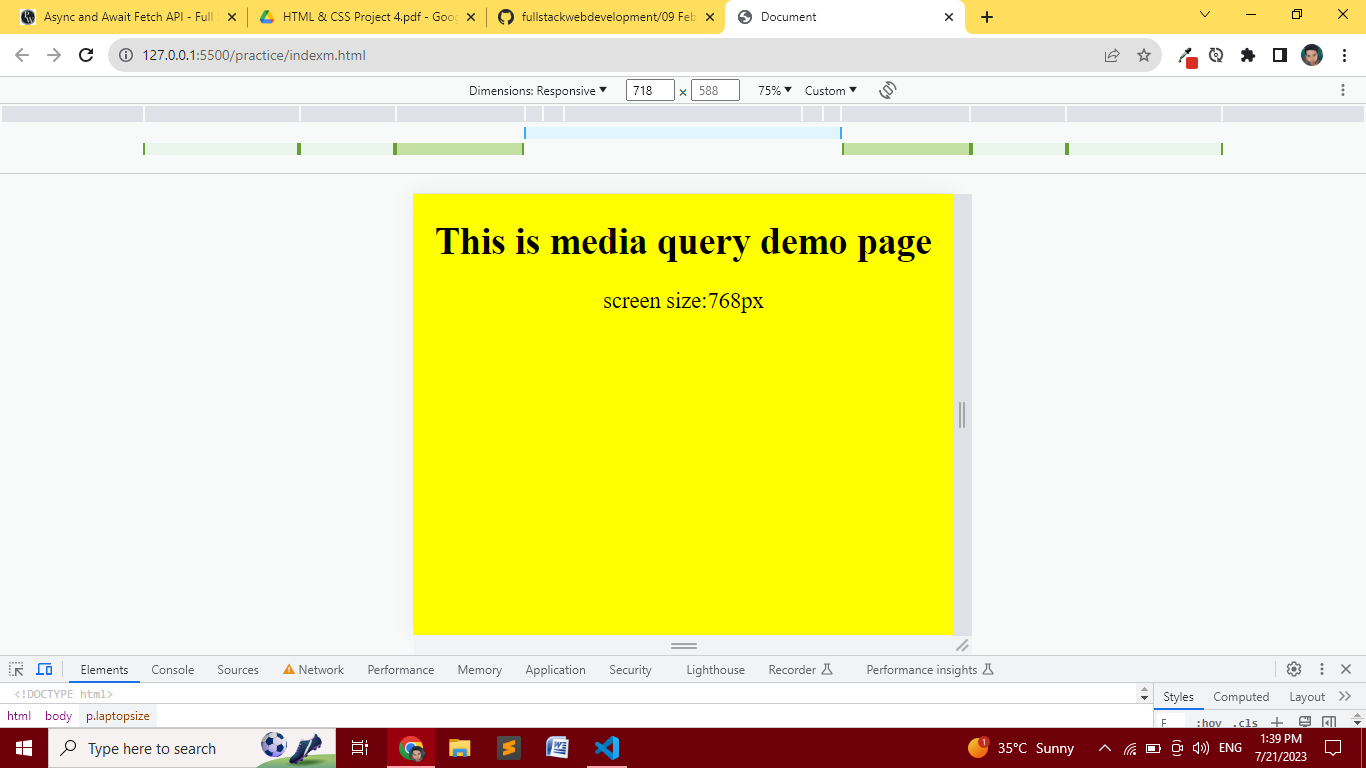 Async and Await Fetch API - Full
HTML & CSS Project 4.pdf - Goo
fullstackwebdevelopment/09 Feb
Document
127.0.0.1:5500/practice/indexm.html
Dimensions: Responsive 718 × 588 75% Custom
This is media query demo page
screen size:768px
Elements Console Sources Network Performance Memory Application Security Lighthouse Recorder Performance insights
<!DOCTYPE html>
Styles Computed Layout
html body p.laptopsize
F :hov .cls
Type here to search
1
35°C Sunny
ENG
1:39 PM
7/21/2023